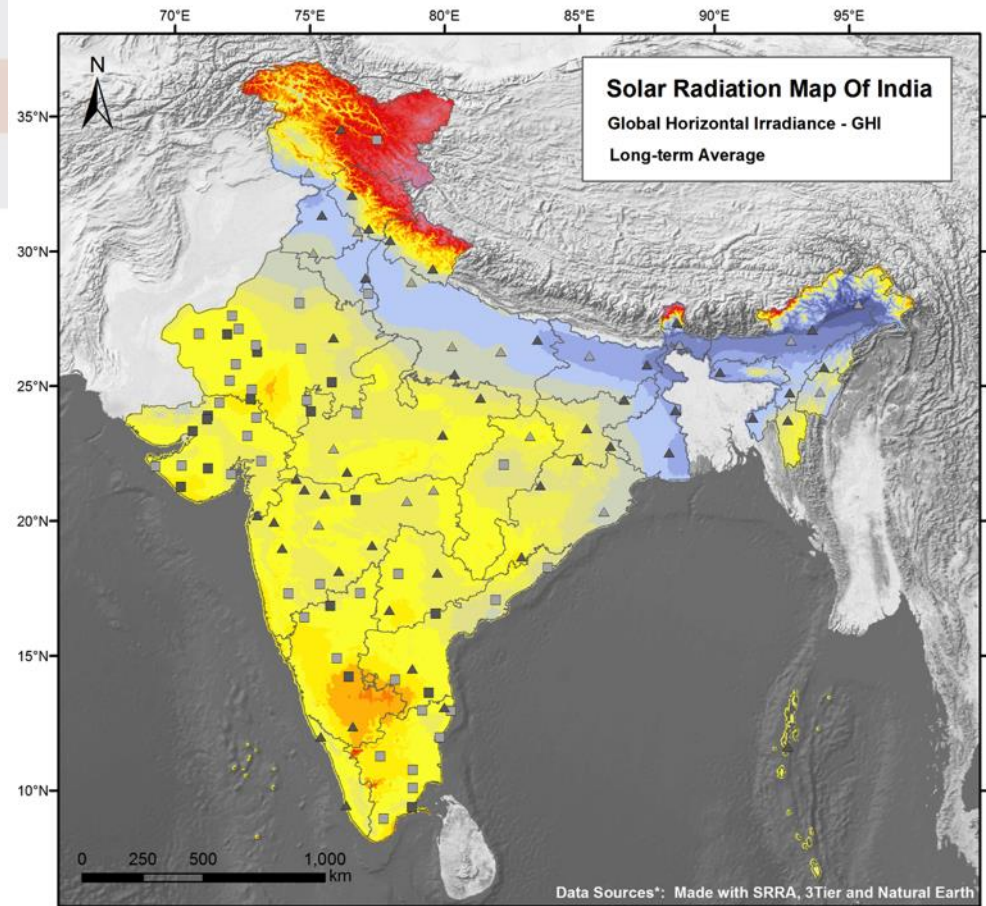 70°E 75°E 80°E 85°E 90°E 95°E
N
Solar Radiation Map Of India
Global Horizontal Irradiance - GHI
Long-term Average
35°N
30°N
25°N
20°N
15°N
10°N
0 250 500 1,000
km
Data Sources*: Made with SRRA, 3Tier and Natural Earth